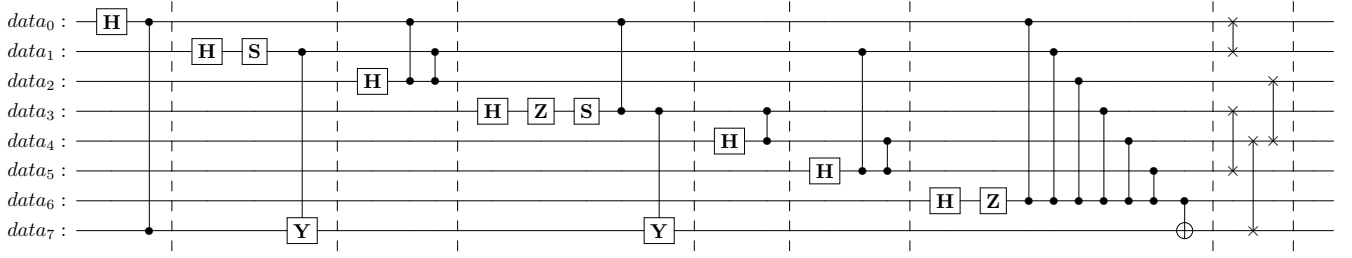 data₀ : H
data₁ : H S
data₂ : H
data₃ : H Z S
data₄ : H
data₅ : H
data₆ : H Z
data₇ : Y Y